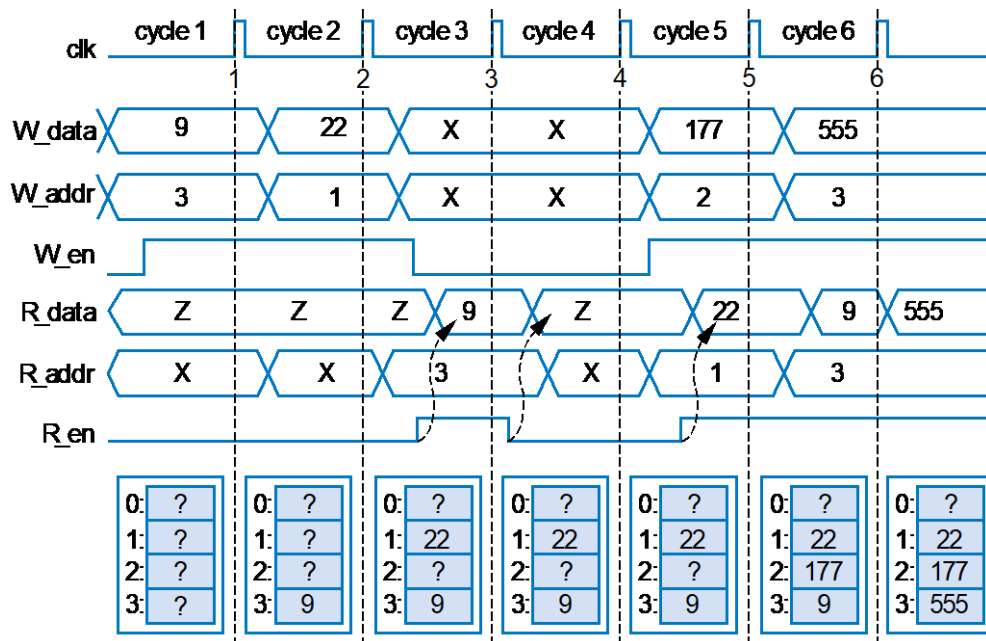 cycle 1 cycle 2 cycle 3 cycle 4 cycle 5 cycle 6
clk
1 2 3 4 5 6
W_data 9 22 X X 177 555
W_addr 3 1 X X 2 3
W_en
R_data Z Z Z 9 Z 22 9 555
R_addr X X 3 X 1 3
R_en
0: ? 0: ? 0: ? 0: ? 0: ? 0: ? 0: ?
1: ? 1: ? 1: 22 1: 22 1: 22 1: 22 1: 22
2: ? 2: ? 2: ? 2: ? 2: ? 2: 177 2: 177
3: ? 3: 9 3: 9 3: 9 3: 9 3: 9 3: 555